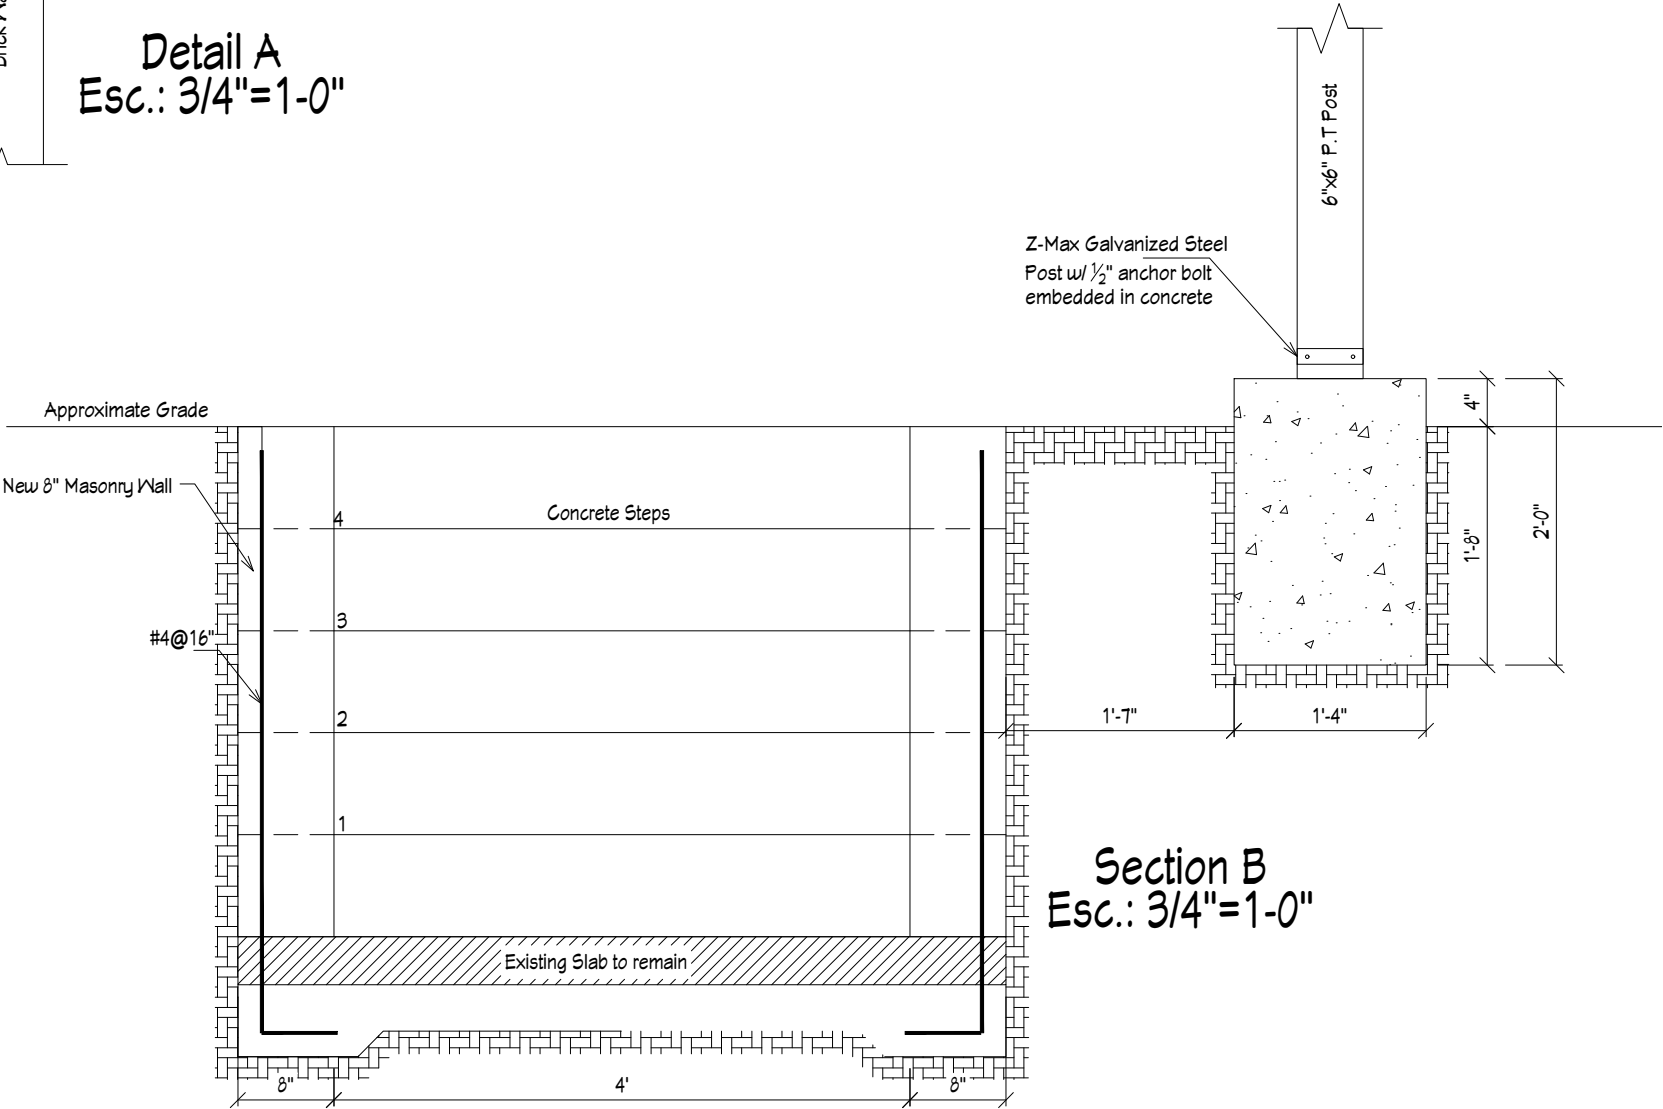 Detail A
Esc.: 3/4"=1-0"
6"x6" P.T Post
Z-Max Galvanized Steel
Post w/ ½" anchor bolt
embedded in concrete
Approximate Grade
4"
New 8" Masonry Wall
4
Concrete Steps
1'-8"
2'-0"
3
#4@16"
2
1'-7"
1'-4"
1
Section B
Esc.: 3/4"=1-0"
Existing Slab to remain
8"
4'
8"